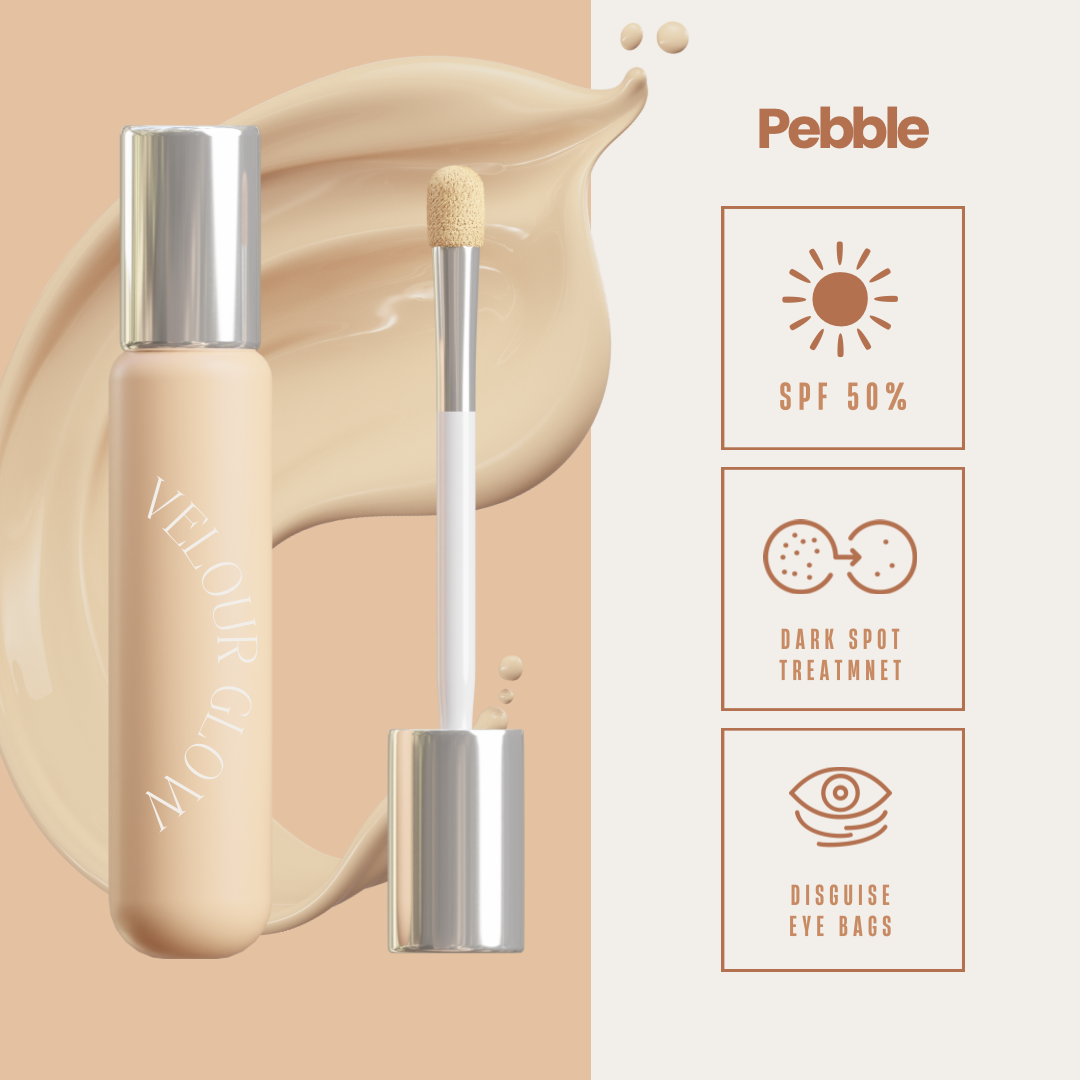 Pebble
SPF 50%
DARK SPOT
TREATMNET
DISGUISE
EYE BAGS
VELOUR GLOW